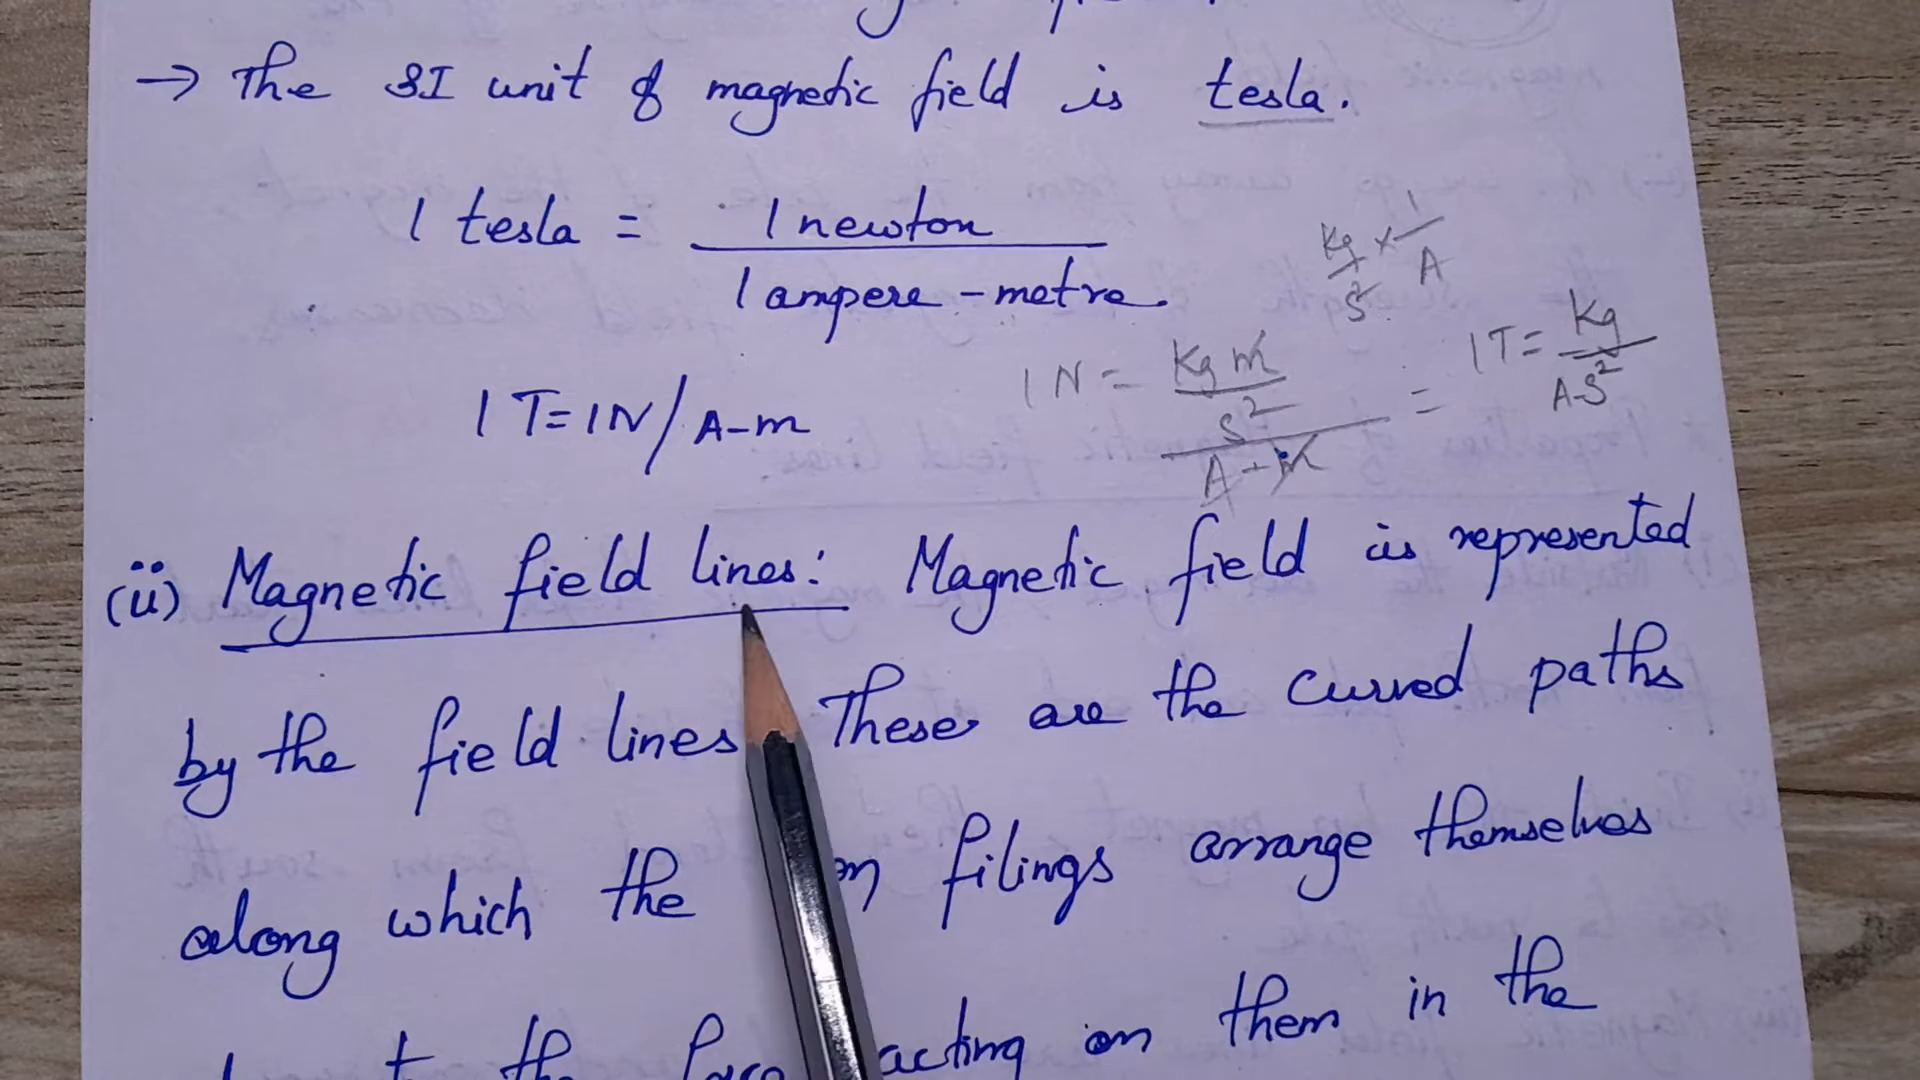 → The SI unit of magnetic field is tesla.
1 tesla = 1 newton
1 ampere - metre.
Kg × 1
S² A
1 N = Kg m = 1T = Kg
S² A-S²
A-m
1 T = 1N / A-m
(ii) Magnetic field lines: Magnetic field is represented
by the field lines These are the curved paths
along which the filings arrange themselves
the acting on them in the